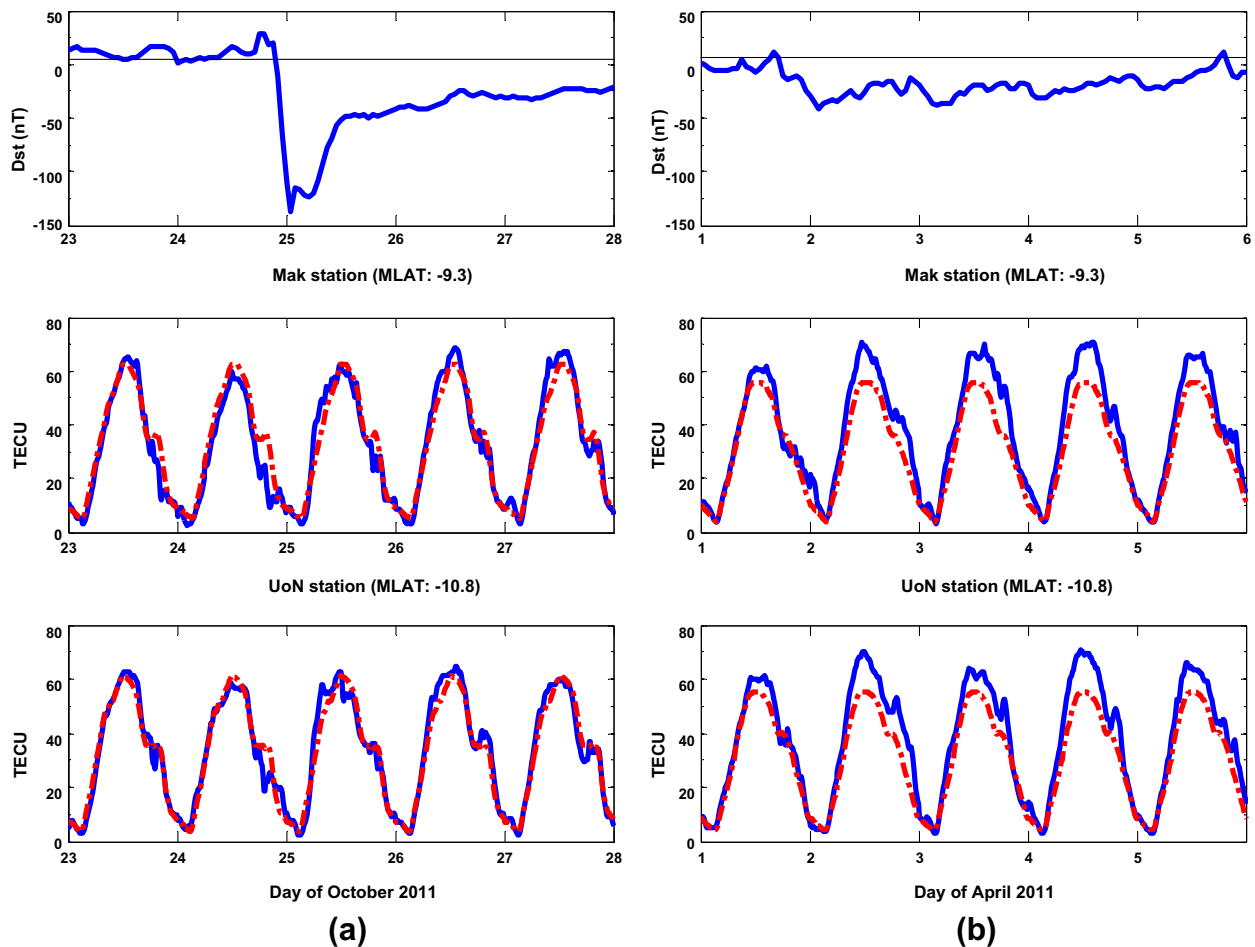 50
0
-50
-100
-150
Dst (nT)
23 24 25 26 27 28
Mak station (MLAT: -9.3)
80
60
40
20
0
TECU
23 24 25 26 27 28
UoN station (MLAT: -10.8)
80
60
40
20
0
TECU
23 24 25 26 27 28
Day of October 2011
(a)
50
0
-50
-100
-150
Dst (nT)
1 2 3 4 5 6
Mak station (MLAT: -9.3)
80
60
40
20
0
TECU
1 2 3 4 5
UoN station (MLAT: -10.8)
80
60
40
20
0
TECU
1 2 3 4 5
Day of April 2011
(b)